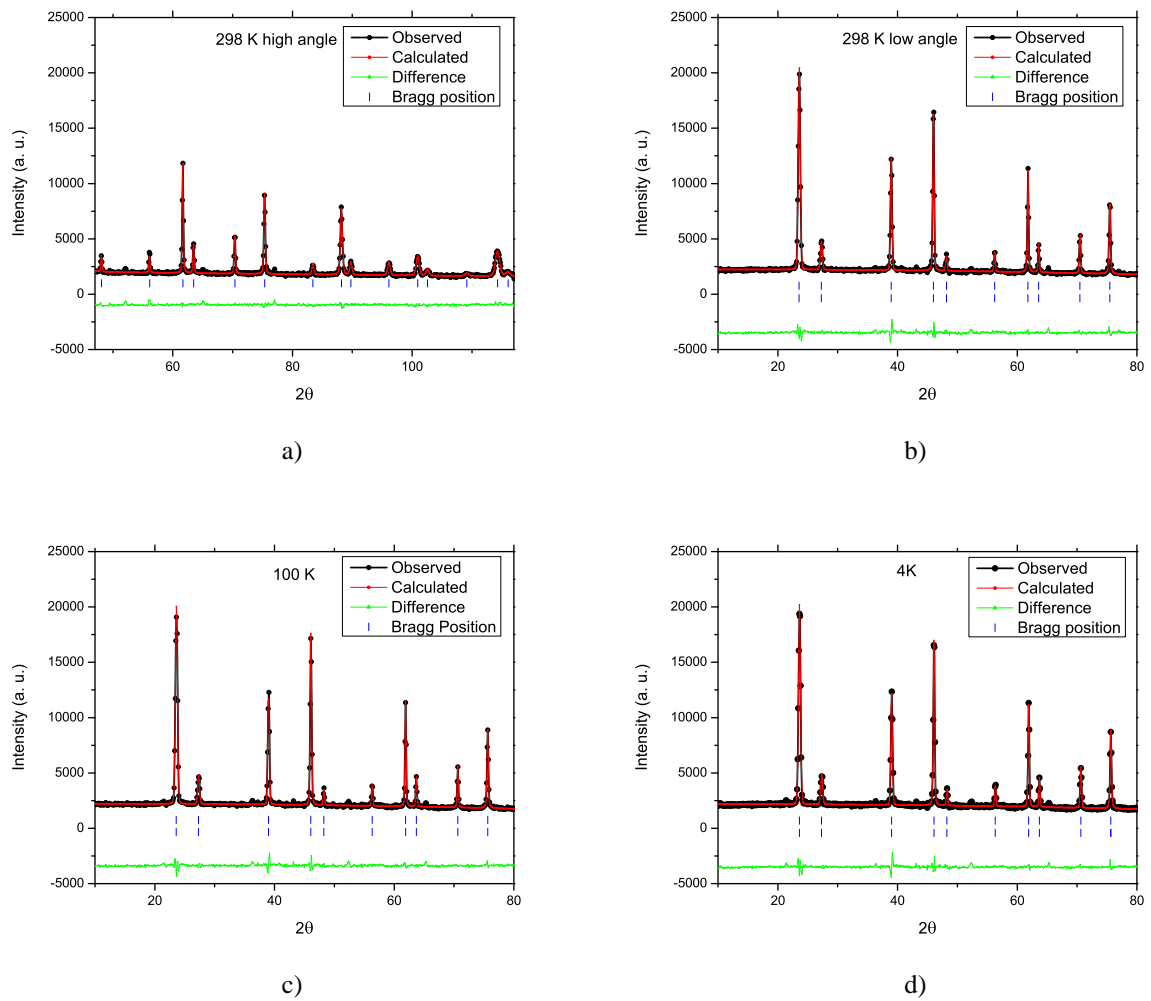 298 K high angle
Observed
Calculated
Difference
Bragg position
25000
20000
15000
10000
5000
0
-5000
Intensity (a. u.)
60 80 100
2θ
a)
298 K low angle
Observed
Calculated
Difference
Bragg position
25000
20000
15000
10000
5000
0
-5000
Intensity (a. u.)
20 40 60 80
2θ
b)
100 K
Observed
Calculated
Difference
Bragg Position
25000
20000
15000
10000
5000
0
-5000
Intensity (a. u.)
20 40 60 80
2θ
c)
4K
Observed
Calculated
Difference
Bragg position
25000
20000
15000
10000
5000
0
-5000
Intensity (a. u.)
20 40 60 80
2θ
d)